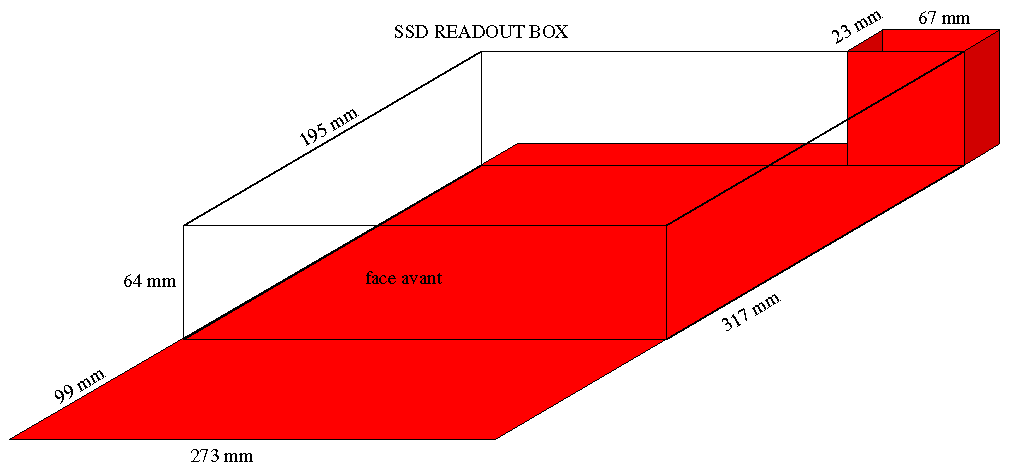 SSD READOUT BOX
23 mm
67 mm
195 mm
64 mm
face avant
317 mm
99 mm
273 mm